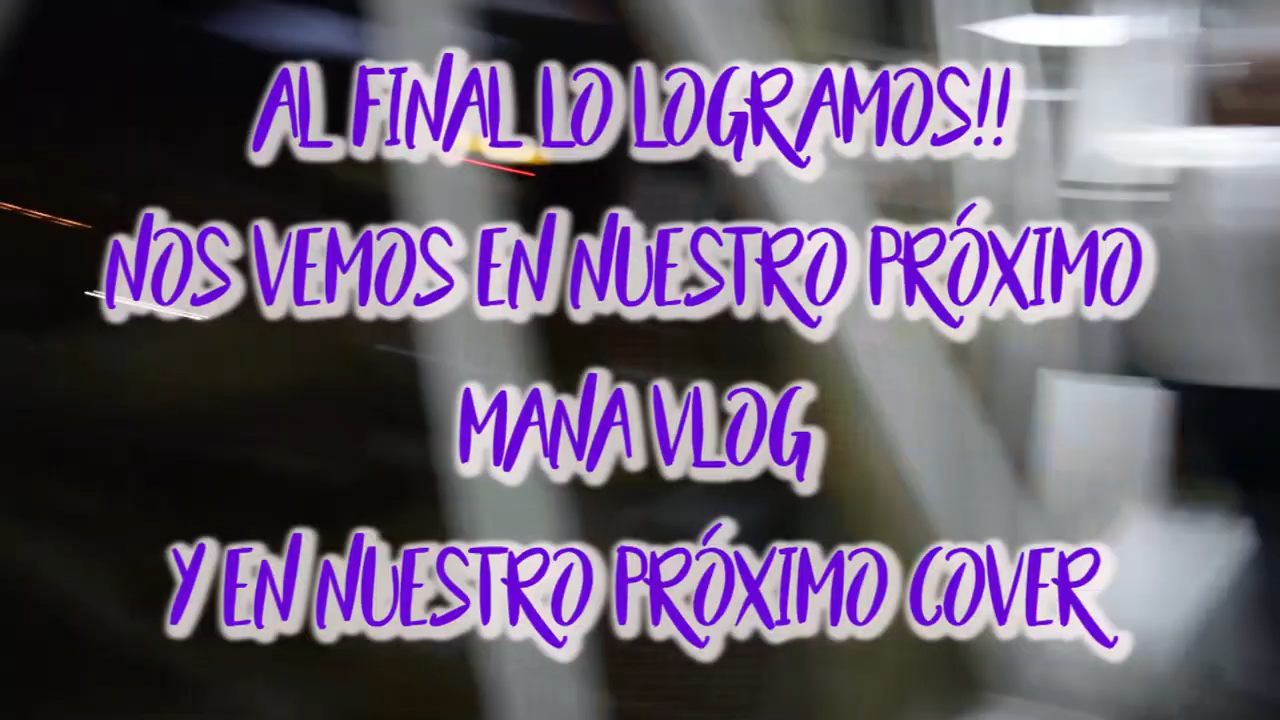 AL FINAL LO LOGRAMOS!!
NOS VEMOS EN NUESTRO PRÓXIMO
MANA VLOG
Y EN NUESTRO PRÓXIMO COVER